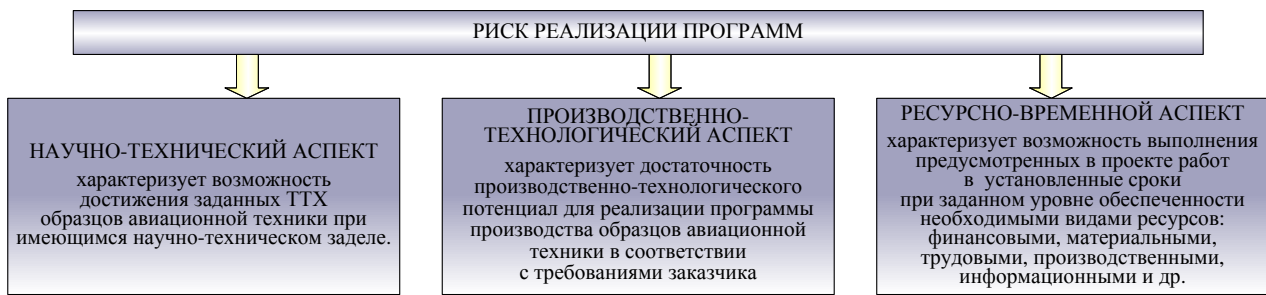 РИСК РЕАЛИЗАЦИИ ПРОГРАММ
НАУЧНО-ТЕХНИЧЕСКИЙ АСПЕКТ
характеризует возможность
достижения заданных ТТХ
образцов авиационной техники при
имеющимся научно-техническом заделе.
ПРОИЗВОДСТВЕННО-
ТЕХНОЛОГИЧЕСКИЙ АСПЕКТ
характеризует достаточность
производственно-технологического
потенциал для реализации программы
производства образцов авиационной
техники в соответствии
с требованиями заказчика
РЕСУРСНО-ВРЕМЕННОЙ АСПЕКТ
характеризует возможность выполнения
предусмотренных в проекте работ
в установленные сроки
при заданном уровне обеспеченности
необходимыми видами ресурсов:
финансовыми, материальными,
трудовыми, производственными,
информационными и др.